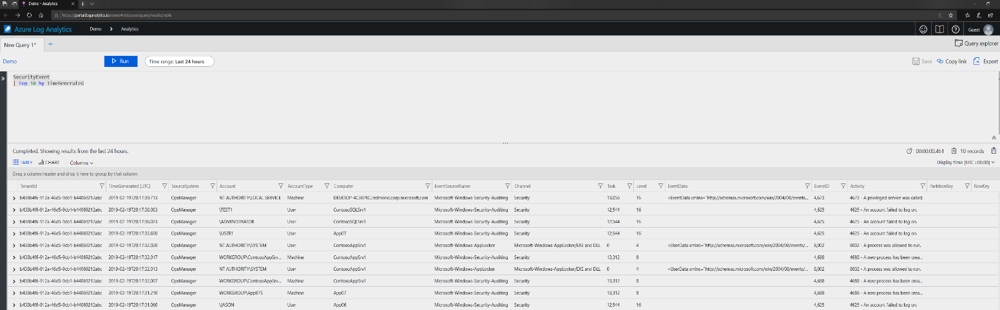 Demo - Analytics
https://portal.loganalytics.io/demo#/discover/query/results/table
Azure Log Analytics Demo Analytics Guest
New Query 1* Query explorer
Demo Run Time range: Last 24 hours Save Copy link Export
SecurityEvent
| top 10 by TimeGenerated
Completed. Showing results from the last 24 hours. 00:00:00.451 10 records
TABLE CHART Columns Display time (UTC+00:00)
Drag a column header and drop it here to group by that column
TenantId TimeGenerated [UTC] SourceSystem Account AccountType Computer EventSourceName Channel Task Level EventData EventID Activity PartitionKey RowKey
b438b4f6-912a-46d5-9cb1-b44069212abc 2019-02-19T20:17:39.713 OpsManager NT AUTHORITY\LOCAL SERVICE Machine DESKTOP-4C3KPKC.redmond.corp.microsoft.com Microsoft-Windows-Security-Auditing Security 13,056 16 <EventData xmlns="http://schemas.microsoft.com/win/2004/08/events... 4,673 4673 - A privileged service was called.
b438b4f6-912a-46d5-9cb1-b44069212abc 2019-02-19T20:17:38.083 OpsManager \TEST1 User ContosoSQLSrv1 Microsoft-Windows-Security-Auditing Security 12,544 16 4,625 4625 - An account failed to log on.
b438b4f6-912a-46d5-9cb1-b44069212abc 2019-02-19T20:17:36.023 OpsManager \ADMINISTRATOR User ContosoSQLSrv1 Microsoft-Windows-Security-Auditing Security 12,544 16 4,625 4625 - An account failed to log on.
b438b4f6-912a-46d5-9cb1-b44069212abc 2019-02-19T20:17:33.650 OpsManager \USER1 User App07 Microsoft-Windows-Security-Auditing Security 12,544 16 4,625 4625 - An account failed to log on.
b438b4f6-912a-46d5-9cb1-b44069212abc 2019-02-19T20:17:32.020 OpsManager NT AUTHORITY\SYSTEM User ContosoAppSrv1 Microsoft-Windows-AppLocker Microsoft-Windows-AppLocker/EXE and DLL 0 4 <UserData xmlns="http://schemas.microsoft.com/win/2004/08/events/... 8,002 8002 - A process was allowed to run.
b438b4f6-912a-46d5-9cb1-b44069212abc 2019-02-19T20:17:32.017 OpsManager WORKGROUP\ContosoAppSrv... Machine ContosoAppSrv1 Microsoft-Windows-Security-Auditing Security 13,312 8 4,688 4688 - A new process has been crea...
b438b4f6-912a-46d5-9cb1-b44069212abc 2019-02-19T20:17:32.013 OpsManager NT AUTHORITY\SYSTEM User ContosoAppSrv1 Microsoft-Windows-AppLocker Microsoft-Windows-AppLocker/EXE and DLL 0 4 <UserData xmlns="http://schemas.microsoft.com/win/2004/08/events/... 8,002 8002 - A process was allowed to run.
b438b4f6-912a-46d5-9cb1-b44069212abc 2019-02-19T20:17:32.007 OpsManager WORKGROUP\ContosoAppSrv... Machine ContosoAppSrv1 Microsoft-Windows-Security-Auditing Security 13,312 8 4,688 4688 - A new process has been crea...
b438b4f6-912a-46d5-9cb1-b44069212abc 2019-02-19T20:17:31.210 OpsManager WORKGROUP\App07$ Machine App07 Microsoft-Windows-Security-Auditing Security 13,312 8 4,688 4688 - A new process has been crea...
b438b4f6-912a-46d5-9cb1-b44069212abc 2019-02-19T20:17:31.060 OpsManager \JASON User App06 Microsoft-Windows-Security-Auditing Security 12,544 16 4,625 4625 - An account failed to log on.